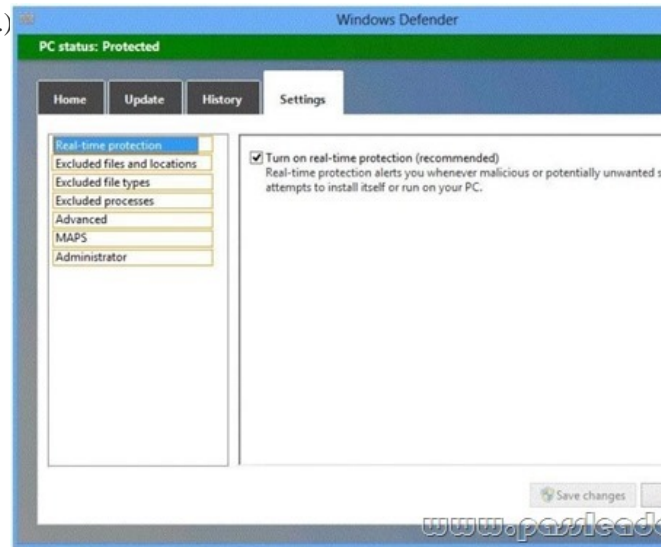 .)
Windows Defender
PC status: Protected
Home Update History Settings
Real-time protection
Excluded files and locations
Excluded file types
Excluded processes
Advanced
MAPS
Administrator
Turn on real-time protection (recommended)
Real-time protection alerts you whenever malicious or potentially unwanted s
attempts to install itself or run on your PC.
Save changes
www.passleade